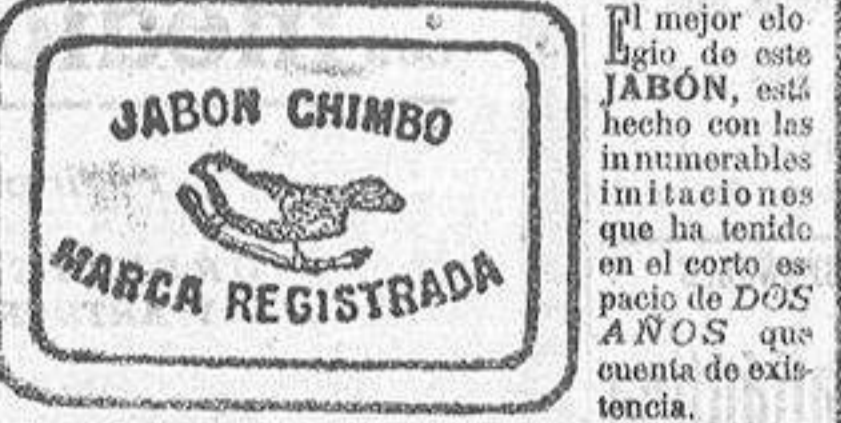 JABON CHIMBO
MARCA REGISTRADA
El mejor elo-
gio de este
JABÓN, está
hecho con las
innumerables
imitaciones
que ha tenido
en el corto es-
pacio de DOS
AÑOS que
cuenta de exis-
tencia.